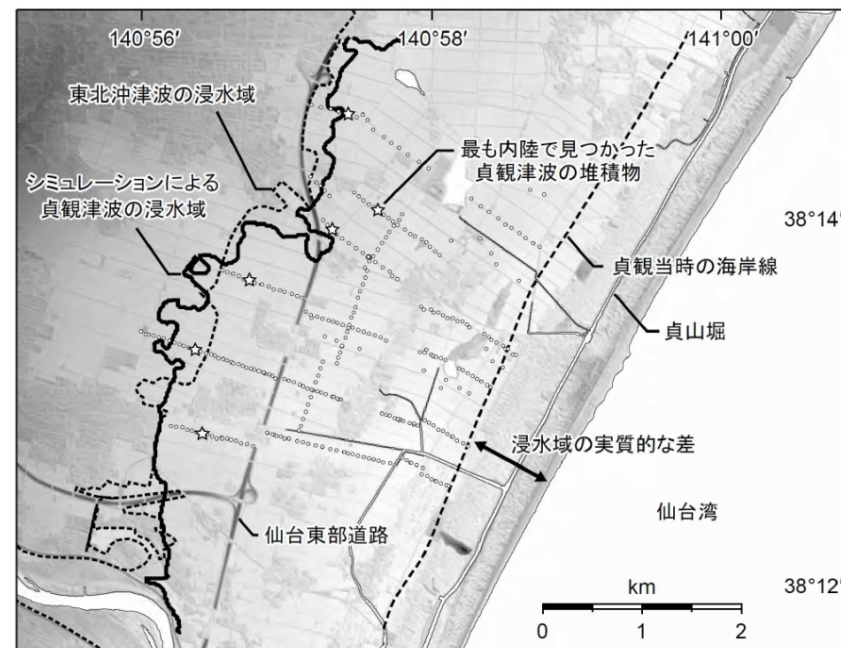 140°56′
140°58′
141°00′
東北沖津波の浸水域
最も内陸で見つかった
貞観津波の堆積物
シミュレーションによる
貞観津波の浸水域
38°14′
貞観当時の海岸線
貞山堀
浸水域の実質的な差
仙台湾
仙台東部道路
km
38°12′
0
1
2